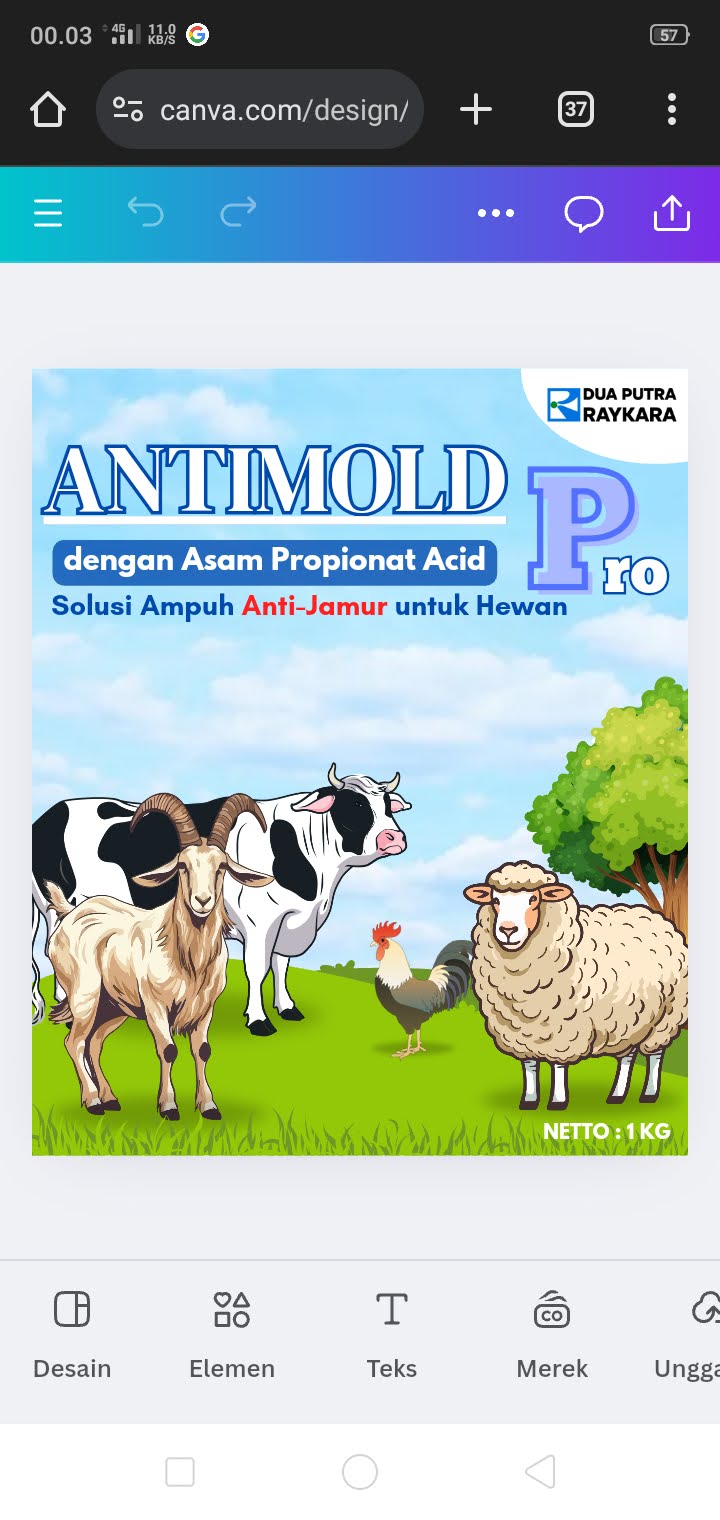 00.03 4G 11.0 KB/S 57
canva.com/design/ 37
DUA PUTRA
RAYKARA
ANTIMOLD
Pro
dengan Asam Propionat Acid
Solusi Ampuh Anti-Jamur untuk Hewan
NETTO : 1 KG
CO
Desain Elemen Teks Merek Ungga